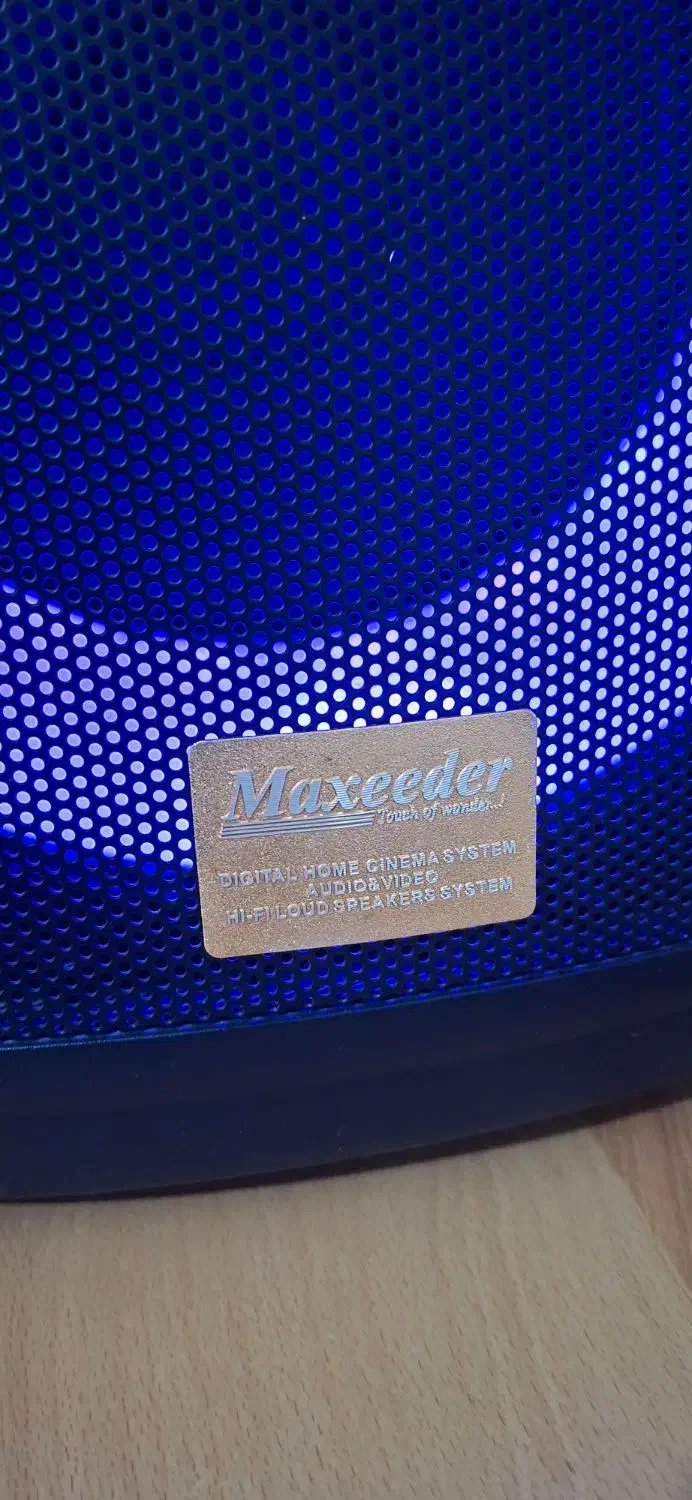 Maxeeder
Touch of wonder...!
DIGITAL HOME CINEMA SYSTEM
AUDIO&VIDEO
HI-FI LOUD SPEAKERS SYSTEM